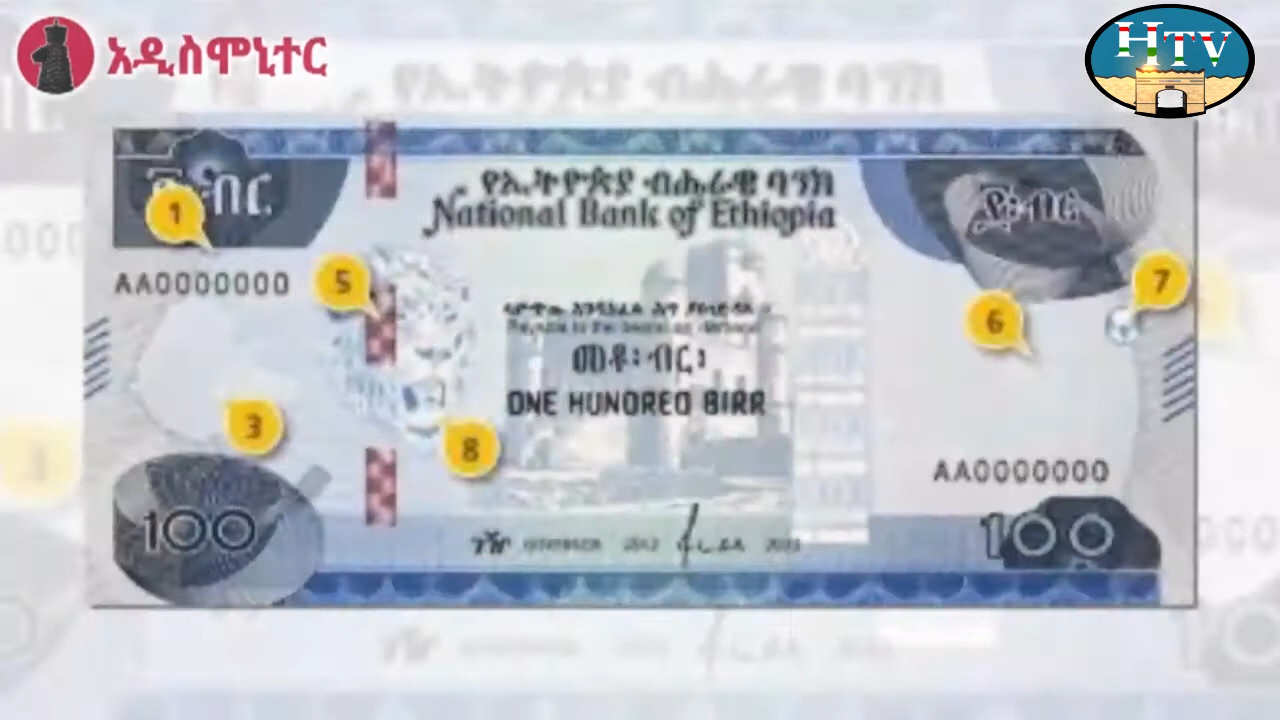 አዲስሞኒተር
HTV
የኢትዮጵያ ብሔራዊ ባንክ
National Bank of Ethiopia
፻፡ብር
1
AA0000000
5
7
6
መቶ፡ብር፡
ONE HUNDRED BIRR
3
8
AA0000000
100
100